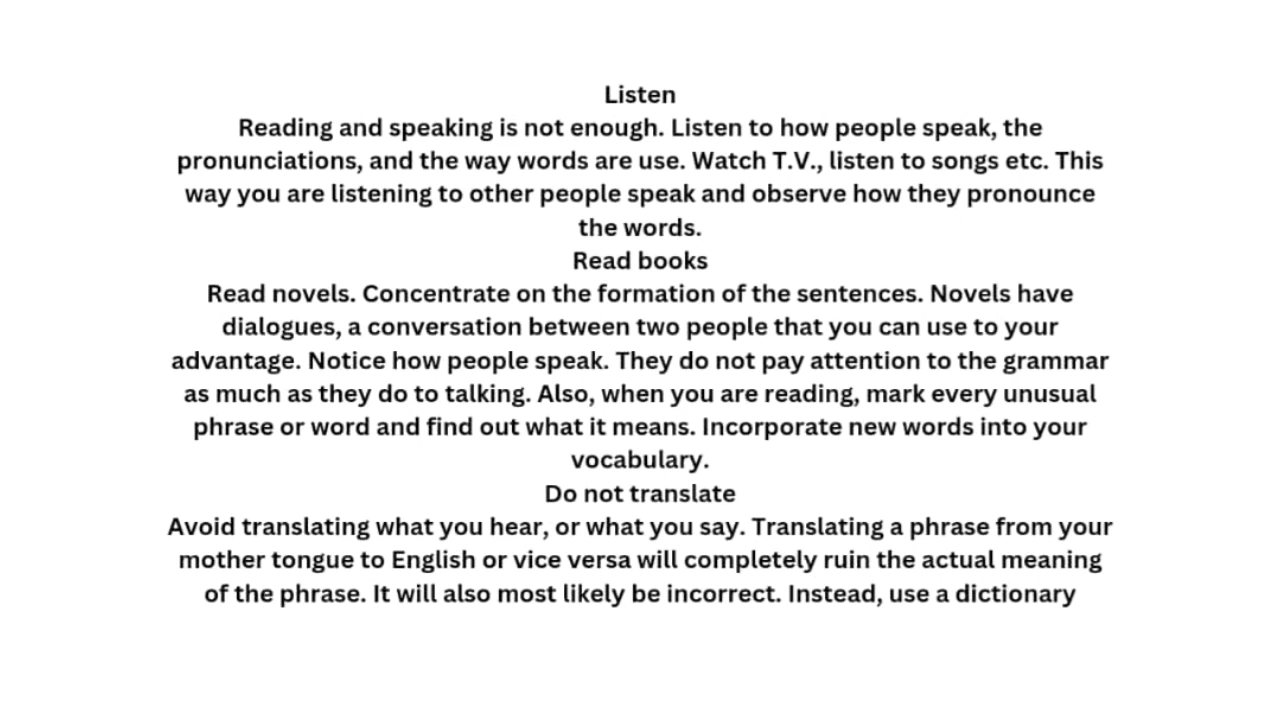 Listen
Reading and speaking is not enough. Listen to how people speak, the
pronunciations, and the way words are use. Watch T.V., listen to songs etc. This
way you are listening to other people speak and observe how they pronounce
the words.
Read books
Read novels. Concentrate on the formation of the sentences. Novels have
dialogues, a conversation between two people that you can use to your
advantage. Notice how people speak. They do not pay attention to the grammar
as much as they do to talking. Also, when you are reading, mark every unusual
phrase or word and find out what it means. Incorporate new words into your
vocabulary.
Do not translate
Avoid translating what you hear, or what you say. Translating a phrase from your
mother tongue to English or vice versa will completely ruin the actual meaning
of the phrase. It will also most likely be incorrect. Instead, use a dictionary